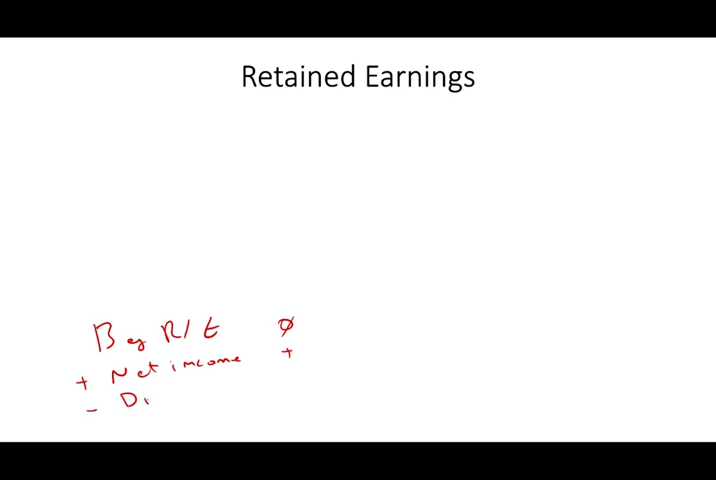 Retained Earnings
Beg R/E ∅
+ Net income +
- Di